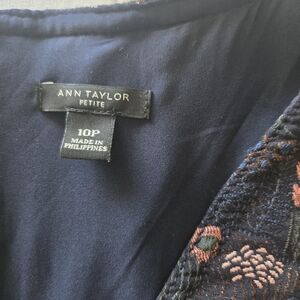 ANN TAYLOR
PETITE
10P
MADE IN
PHILIPPINES